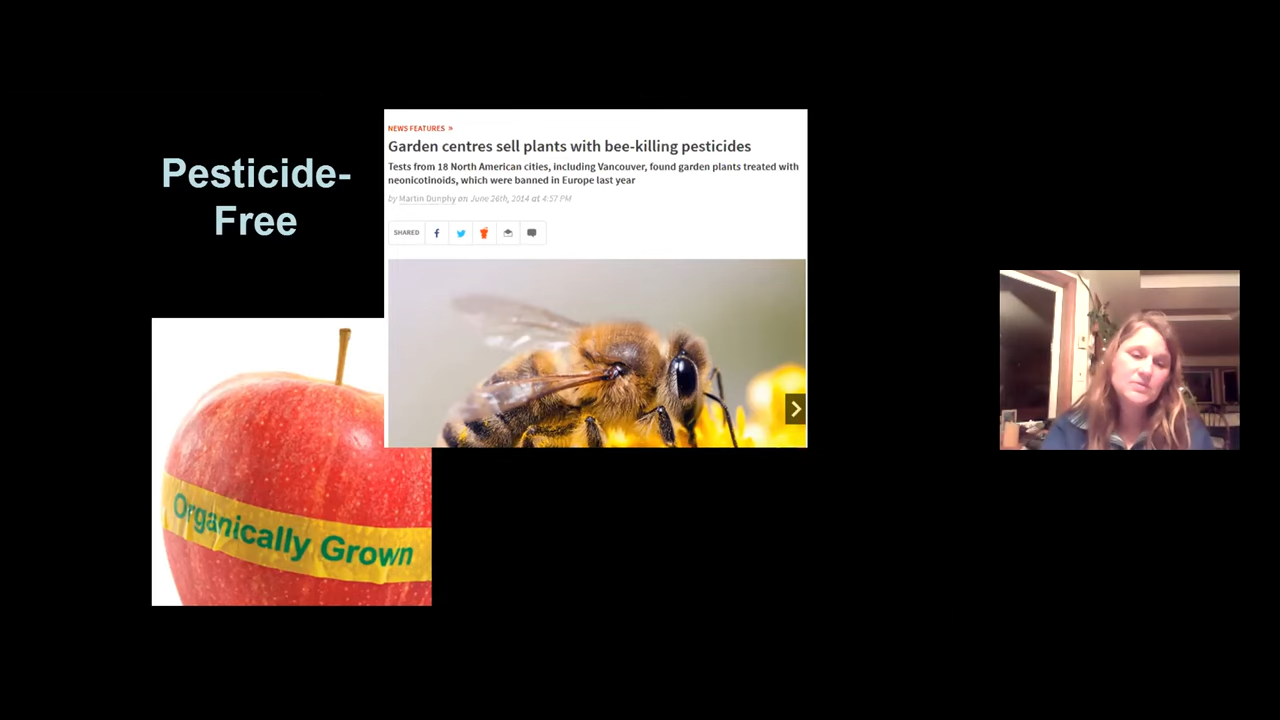 Pesticide-
Free
NEWS FEATURES »
Garden centres sell plants with bee-killing pesticides
Tests from 18 North American cities, including Vancouver, found garden plants treated with
neonicotinoids, which were banned in Europe last year
by Martin Dunphy on June 26th, 2014 at 4:57 PM
SHARED
Organically Grown